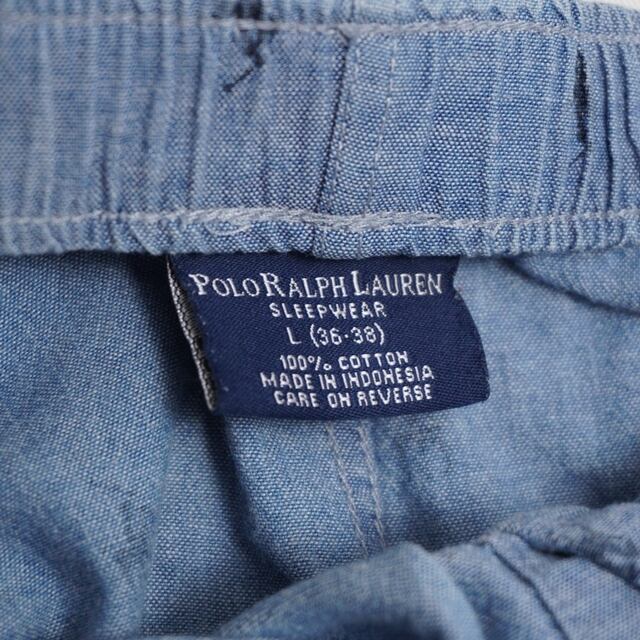 POLO RALPH LAUREN
SLEEPWEAR
L (36-38)
100% COTTON
MADE IN INDONESIA
CARE ON REVERSE